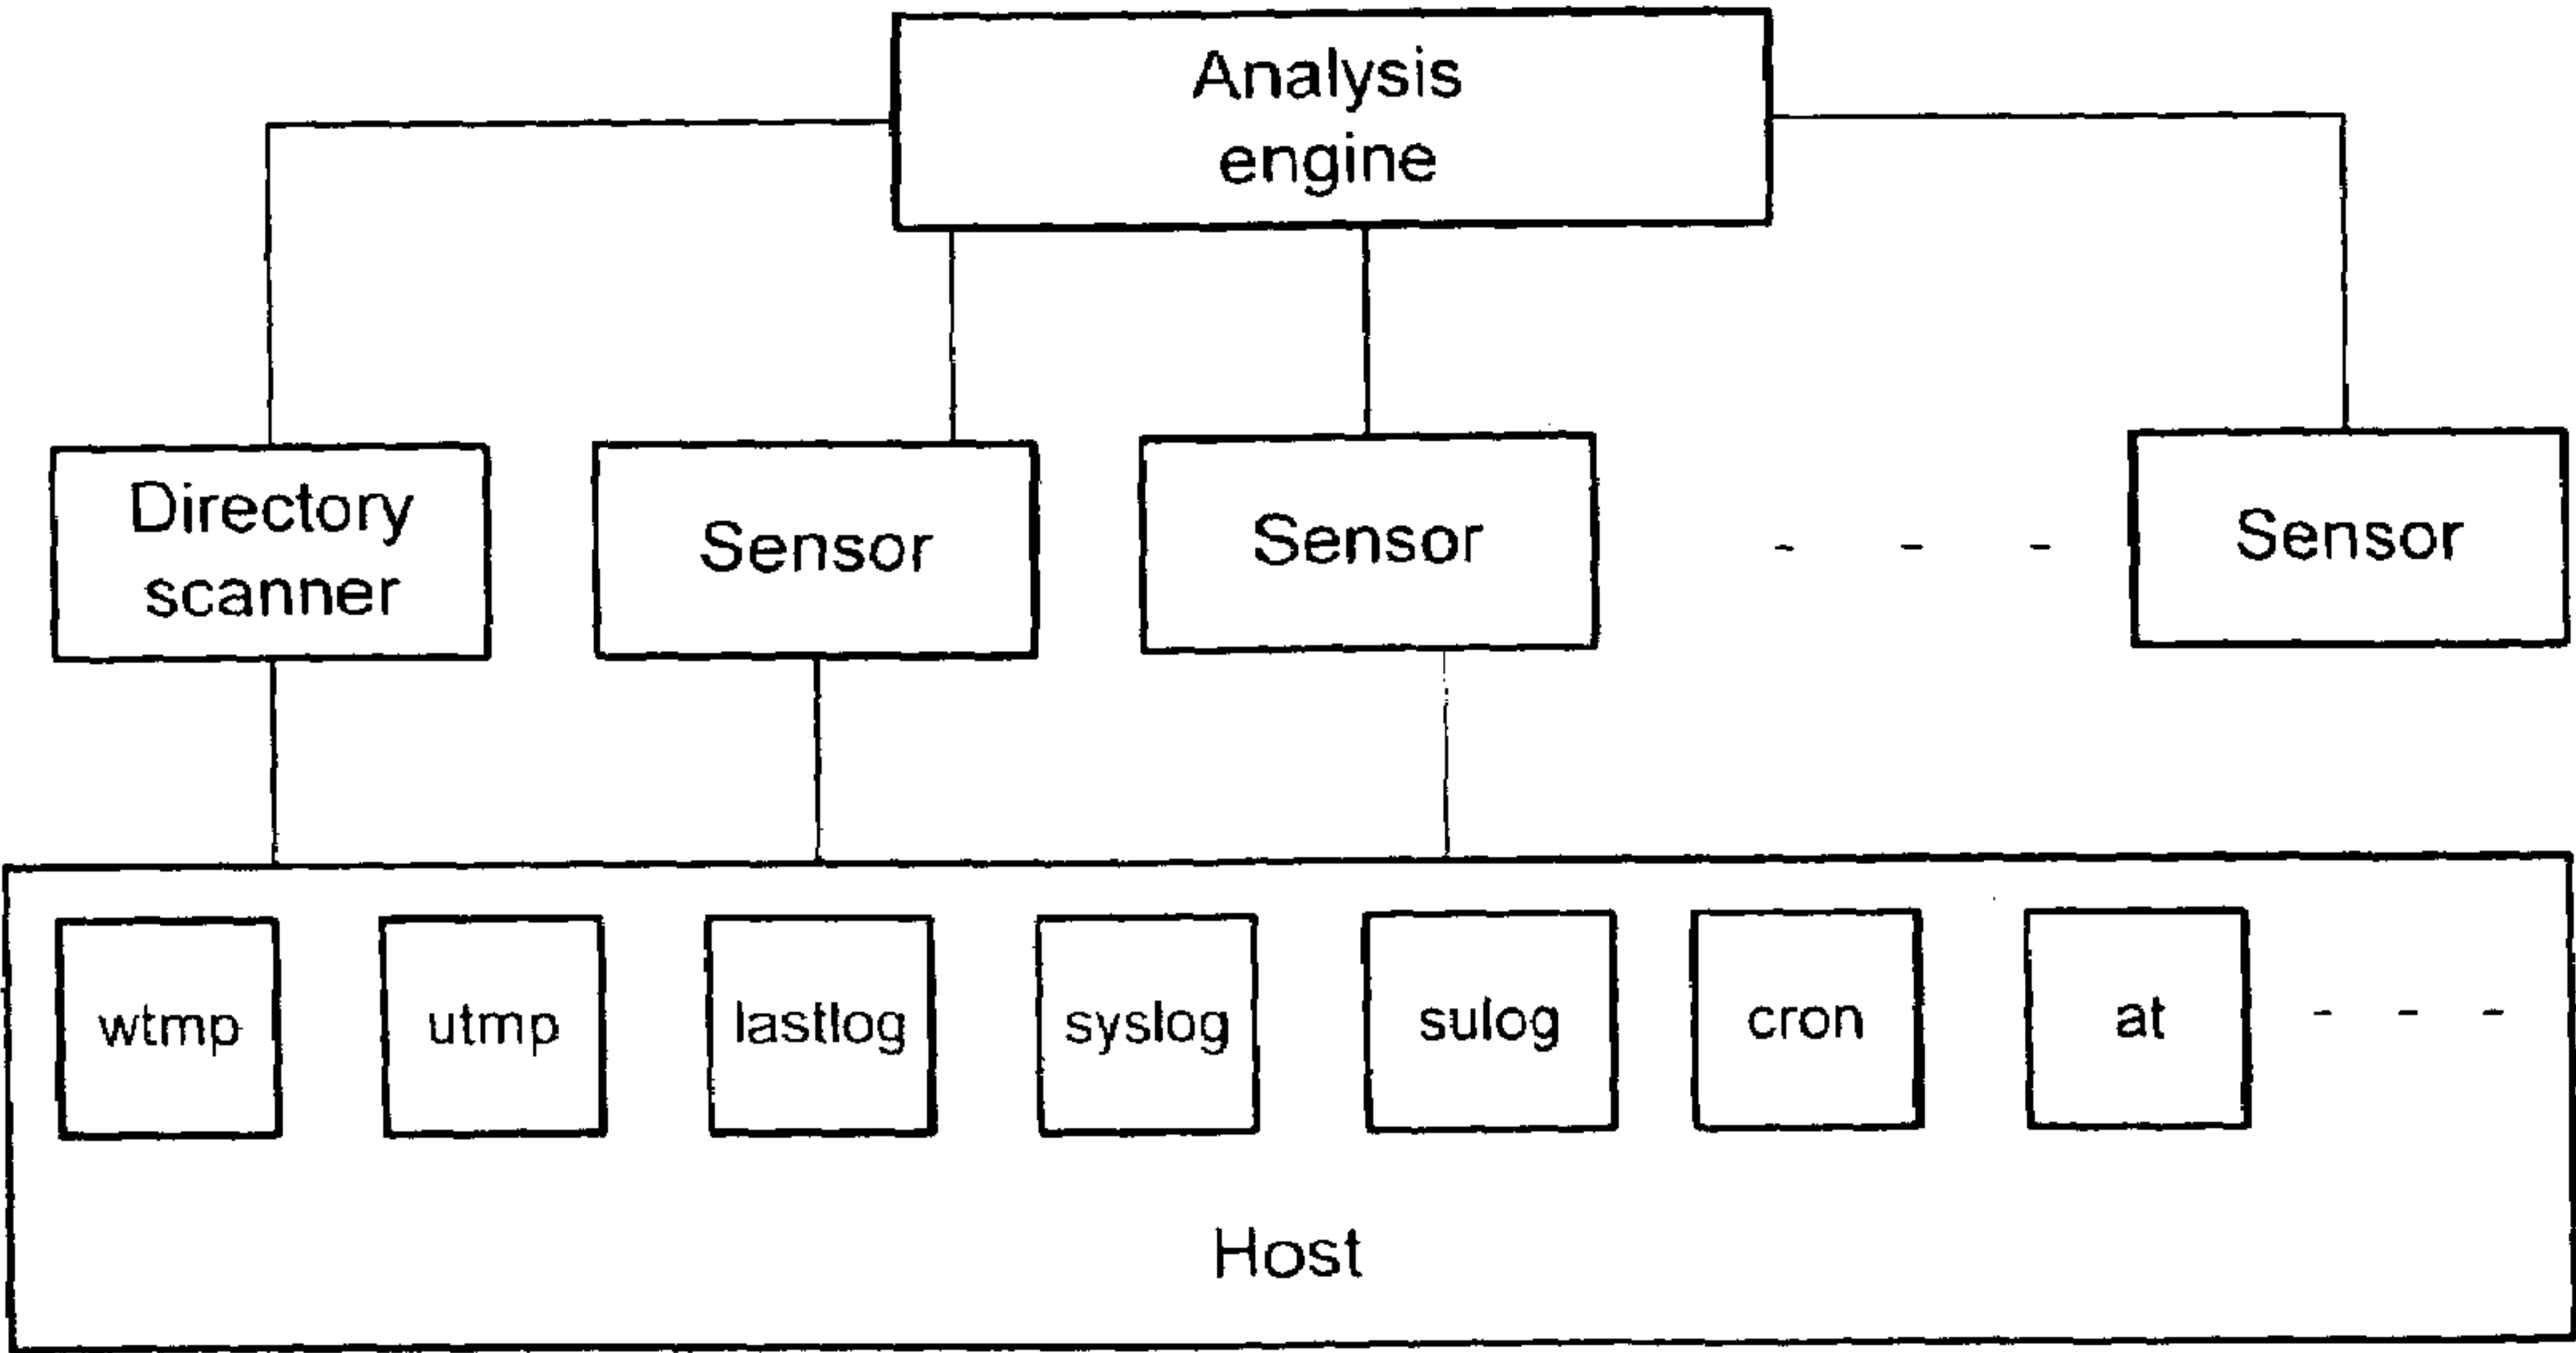 Analysis
engine
Directory
scanner
Sensor
Sensor
- - -
Sensor
wtmp
utmp
lastlog
syslog
sulog
cron
at
- - -
Host